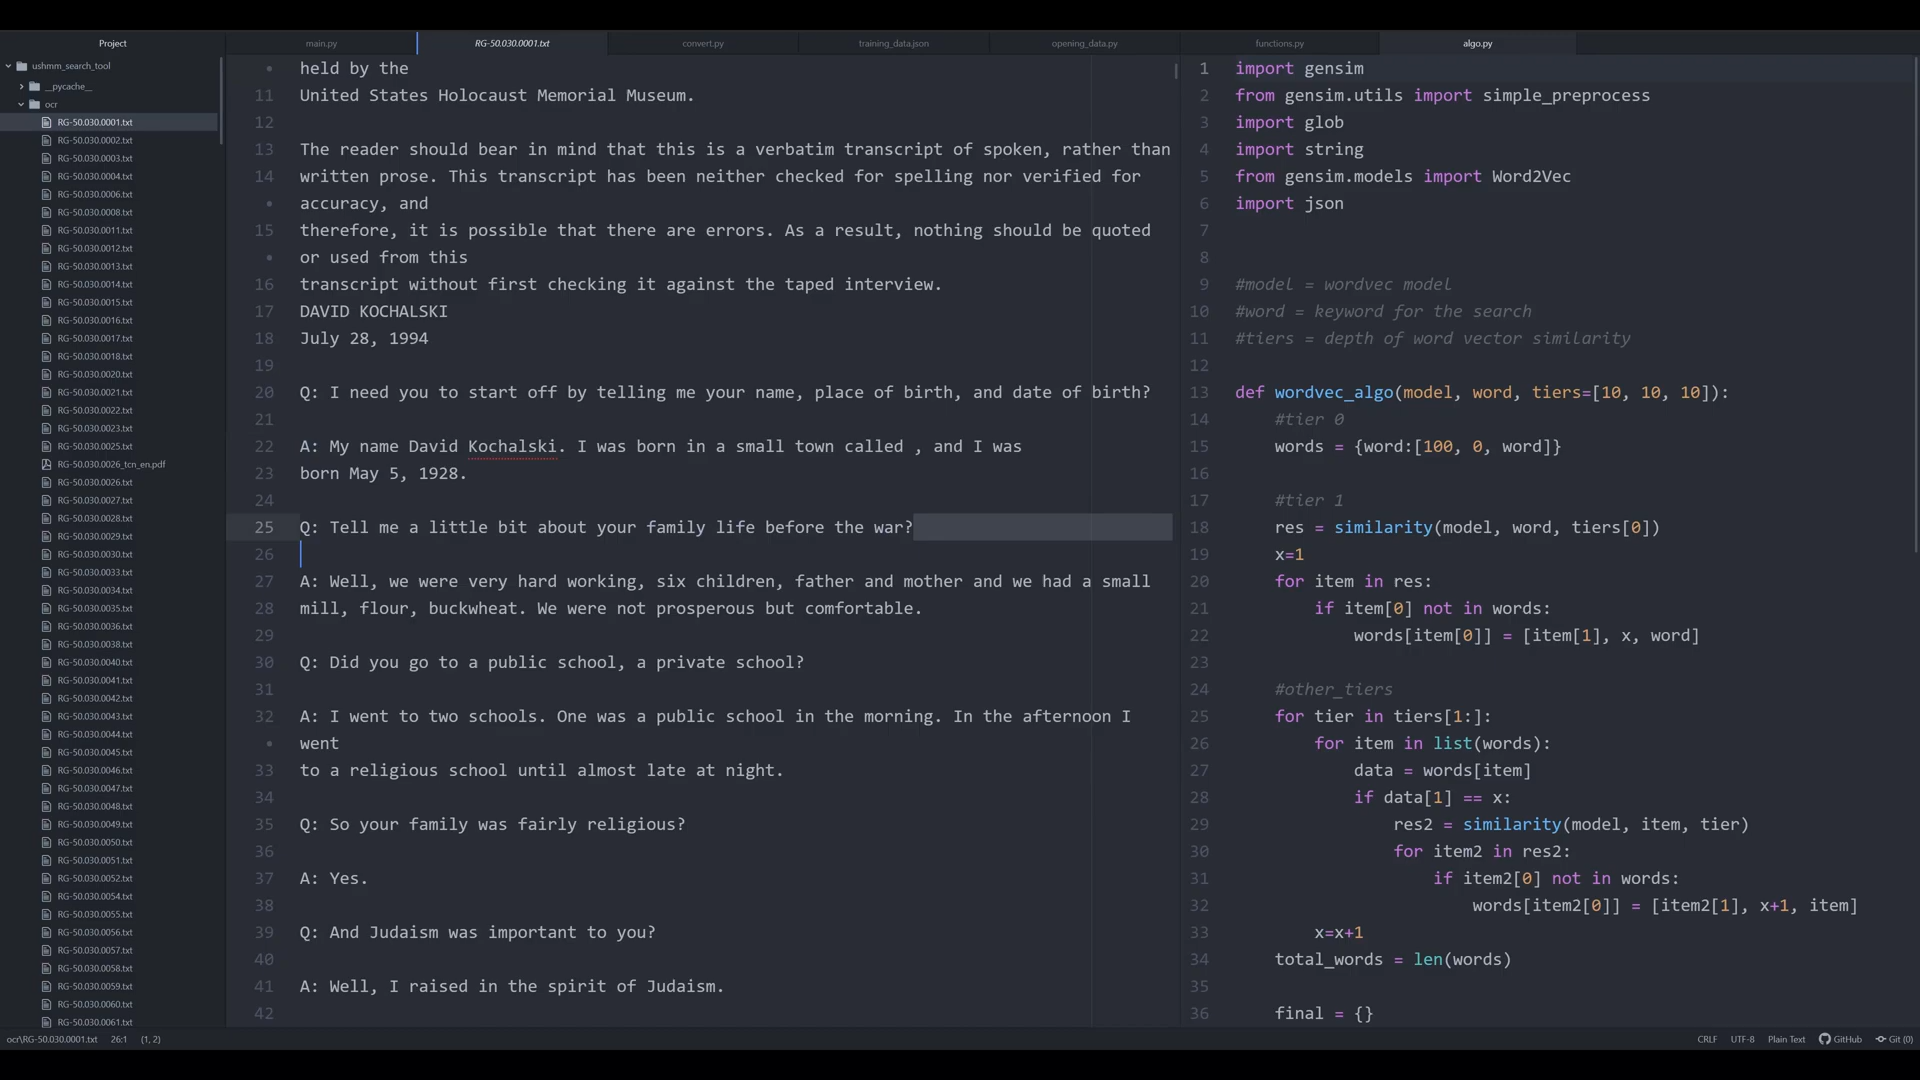 Project
main.py
RG-50.030.0001.txt
convert.py
training_data.json
opening_data.py
functions.py
algo.py
ushmm_search_tool
__pycache__
ocr
RG-50.030.0001.txt
RG-50.030.0002.txt
RG-50.030.0003.txt
RG-50.030.0004.txt
RG-50.030.0006.txt
RG-50.030.0008.txt
RG-50.030.0011.txt
RG-50.030.0012.txt
RG-50.030.0013.txt
RG-50.030.0014.txt
RG-50.030.0015.txt
RG-50.030.0016.txt
RG-50.030.0017.txt
RG-50.030.0018.txt
RG-50.030.0020.txt
RG-50.030.0021.txt
RG-50.030.0022.txt
RG-50.030.0023.txt
RG-50.030.0025.txt
RG-50.030.0026_tcn_en.pdf
RG-50.030.0026.txt
RG-50.030.0027.txt
RG-50.030.0028.txt
RG-50.030.0029.txt
RG-50.030.0030.txt
RG-50.030.0033.txt
RG-50.030.0034.txt
RG-50.030.0035.txt
RG-50.030.0036.txt
RG-50.030.0038.txt
RG-50.030.0040.txt
RG-50.030.0041.txt
RG-50.030.0042.txt
RG-50.030.0043.txt
RG-50.030.0044.txt
RG-50.030.0045.txt
RG-50.030.0046.txt
RG-50.030.0047.txt
RG-50.030.0048.txt
RG-50.030.0049.txt
RG-50.030.0050.txt
RG-50.030.0051.txt
RG-50.030.0052.txt
RG-50.030.0054.txt
RG-50.030.0055.txt
RG-50.030.0056.txt
RG-50.030.0057.txt
RG-50.030.0058.txt
RG-50.030.0059.txt
RG-50.030.0060.txt
RG-50.030.0061.txt
• held by the
11 United States Holocaust Memorial Museum.
12
13 The reader should bear in mind that this is a verbatim transcript of spoken, rather than
14 written prose. This transcript has been neither checked for spelling nor verified for
• accuracy, and
15 therefore, it is possible that there are errors. As a result, nothing should be quoted
• or used from this
16 transcript without first checking it against the taped interview.
17 DAVID KOCHALSKI
18 July 28, 1994
19
20 Q: I need you to start off by telling me your name, place of birth, and date of birth?
21
22 A: My name David Kochalski. I was born in a small town called , and I was
23 born May 5, 1928.
24
25 Q: Tell me a little bit about your family life before the war?
26
27 A: Well, we were very hard working, six children, father and mother and we had a small
28 mill, flour, buckwheat. We were not prosperous but comfortable.
29
30 Q: Did you go to a public school, a private school?
31
32 A: I went to two schools. One was a public school in the morning. In the afternoon I
• went
33 to a religious school until almost late at night.
34
35 Q: So your family was fairly religious?
36
37 A: Yes.
38
39 Q: And Judaism was important to you?
40
41 A: Well, I raised in the spirit of Judaism.
42
1 import gensim
2 from gensim.utils import simple_preprocess
3 import glob
4 import string
5 from gensim.models import Word2Vec
6 import json
7
8
9 #model = wordvec model
10 #word = keyword for the search
11 #tiers = depth of word vector similarity
12
13 def wordvec_algo(model, word, tiers=[10, 10, 10]):
14 #tier 0
15 words = {word:[100, 0, word]}
16
17 #tier 1
18 res = similarity(model, word, tiers[0])
19 x=1
20 for item in res:
21 if item[0] not in words:
22 words[item[0]] = [item[1], x, word]
23
24 #other_tiers
25 for tier in tiers[1:]:
26 for item in list(words):
27 data = words[item]
28 if data[1] == x:
29 res2 = similarity(model, item, tier)
30 for item2 in res2:
31 if item2[0] not in words:
32 words[item2[0]] = [item2[1], x+1, item]
33 x=x+1
34 total_words = len(words)
35
36 final = {}
ocr\RG-50.030.0001.txt 26:1 (1, 2)
CRLF UTF-8 Plain Text GitHub Git (0)